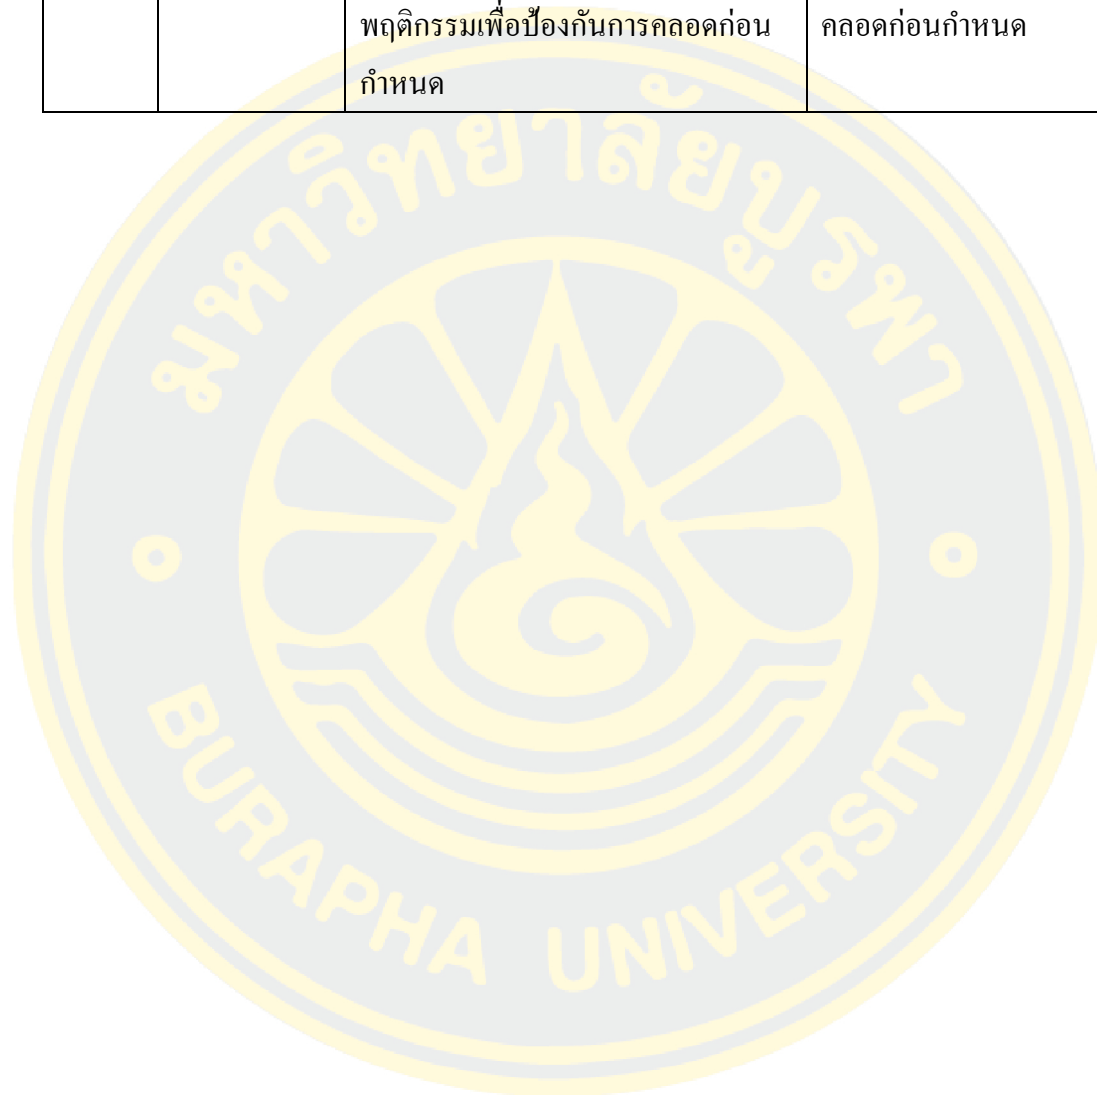 พฤติกรรมเพื่อป้องกันการคลอดก่อน
กำหนด
คลอดก่อนกำหนด
มหาวิทยาลัยบูรพา
BURAPHA UNIVERSITY